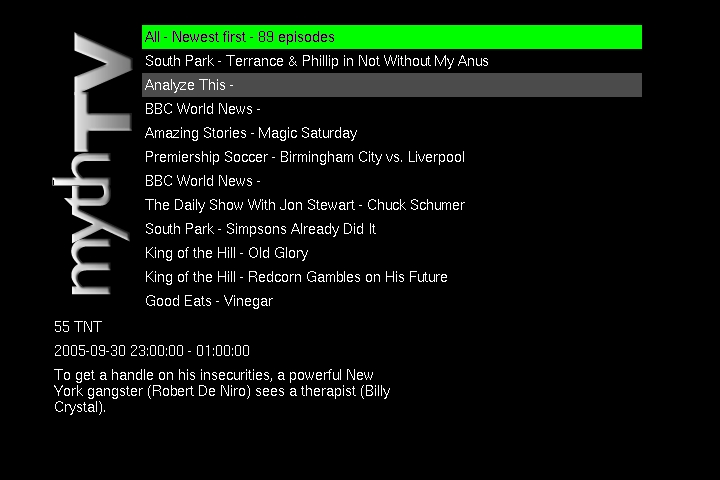 mythTV
All - Newest first - 89 episodes
South Park - Terrance & Phillip in Not Without My Anus
Analyze This -
BBC World News -
Amazing Stories - Magic Saturday
Premiership Soccer - Birmingham City vs. Liverpool
BBC World News -
The Daily Show With Jon Stewart - Chuck Schumer
South Park - Simpsons Already Did It
King of the Hill - Old Glory
King of the Hill - Redcorn Gambles on His Future
Good Eats - Vinegar
55 TNT
2005-09-30 23:00:00 - 01:00:00
To get a handle on his insecurities, a powerful New
York gangster (Robert De Niro) sees a therapist (Billy
Crystal).